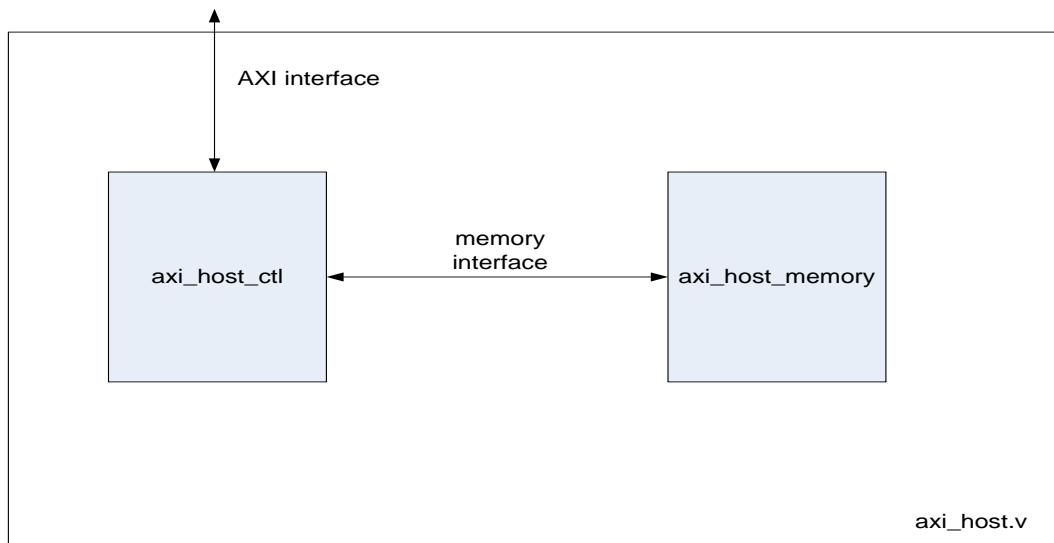 AXI interface
memory
interface
axi_host_ctl
axi_host_memory
axi_host.v